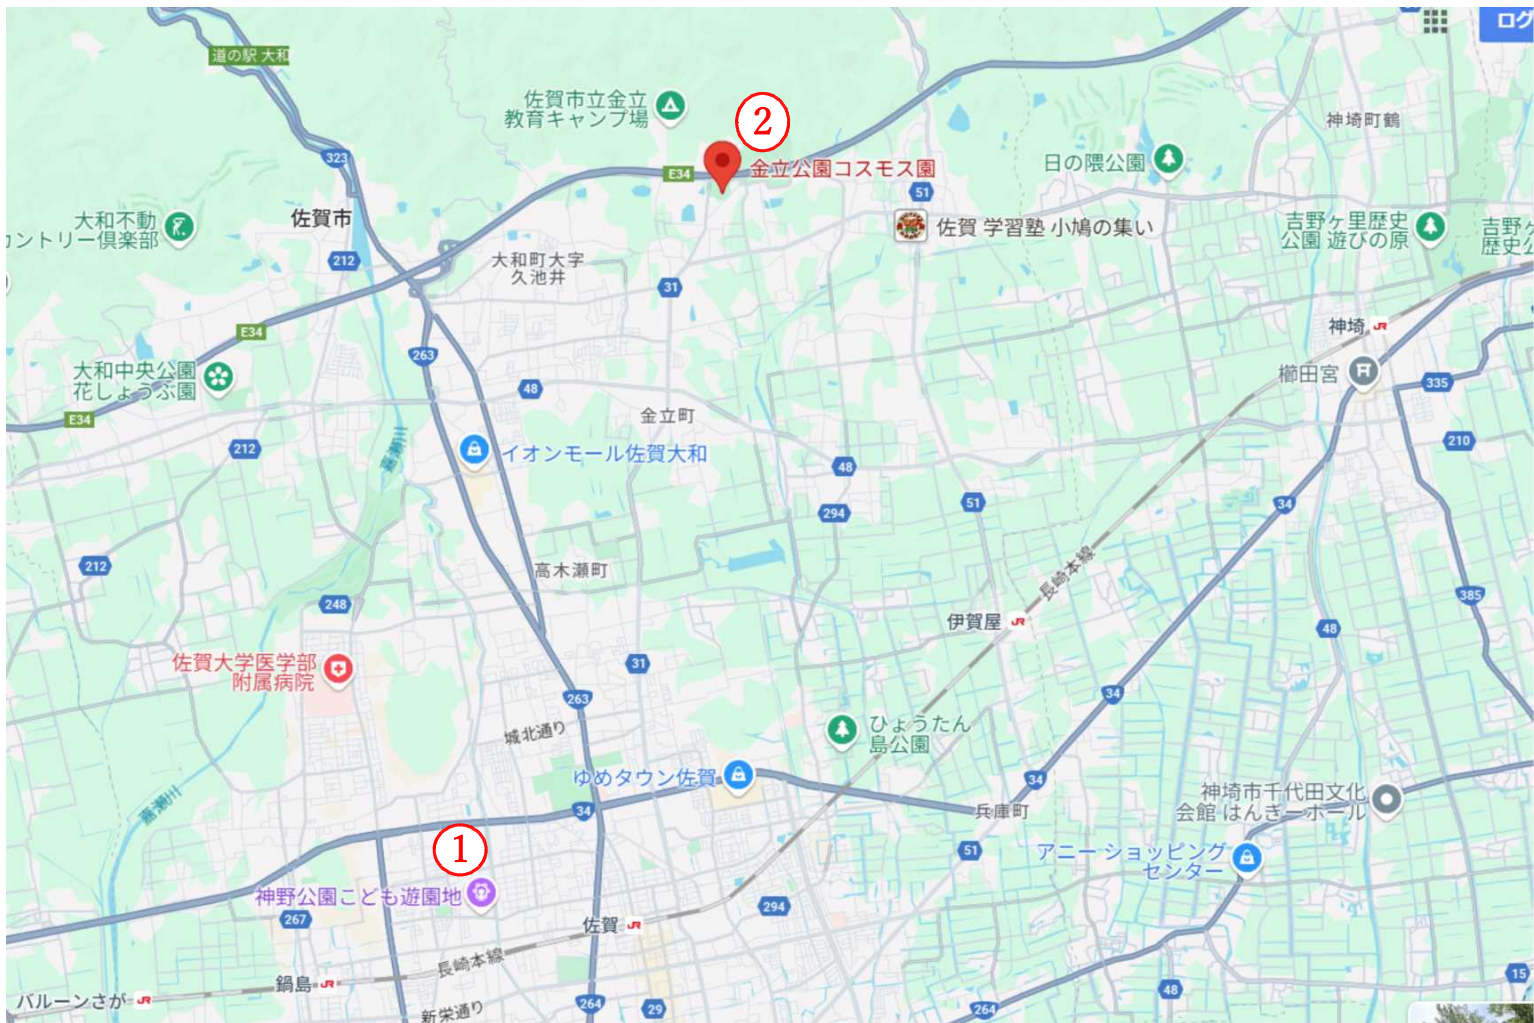 ログ
道の駅 大和
佐賀市立金立
教育キャンプ場
②
神埼町鶴
323
E34
金立公園コスモス園
日の隈公園
51
佐賀市
大和不動
カントリー倶楽部
佐賀 学習塾 小鳩の集い
吉野ヶ里歴史
公園 遊びの原
吉野ヶ
歴史公
212
大和町大字
久池井
31
E34
神埼
JR
263
大和中央公園
花しょうぶ園
櫛田宮
335
48
E34
金立町
212
イオンモール佐賀大和
210
48
294
51
34
212
高木瀬町
長崎本線
248
385
伊賀屋
JR
48
佐賀大学医学部
附属病院
31
263
34
城北通り
ひょうたん
島公園
ゆめタウン佐賀
34
神埼市千代田文化
会館 はんぎーホール
嘉瀬川
34
兵庫町
①
51
アニー ショッピング
センター
神野公園こども遊園地
267
294
佐賀
JR
長崎本線
鍋島
JR
15
バルーンさが
JR
新栄通り
264
29
264
48